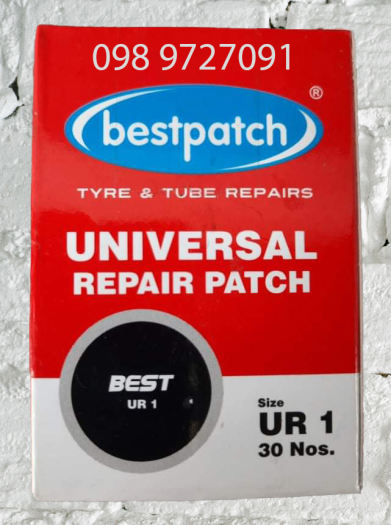 098 9727091
bestpatch®
TYRE & TUBE REPAIRS
UNIVERSAL
REPAIR PATCH
BEST
UR 1
Size
UR 1
30 Nos.